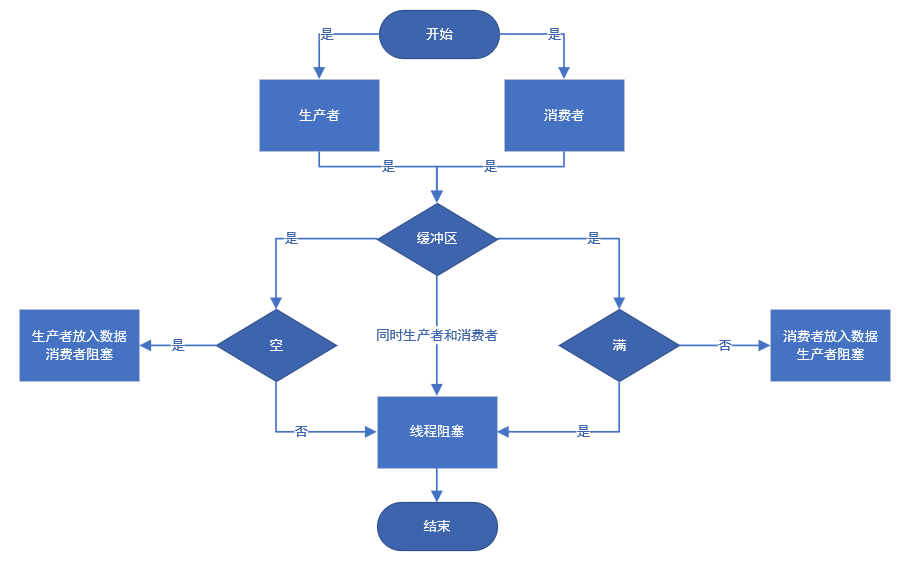 开始
是
是
生产者
消费者
是
是
缓冲区
是
是
生产者放入数据
消费者阻塞
是
空
同时生产者和消费者
满
否
消费者放入数据
生产者阻塞
否
线程阻塞
是
结束